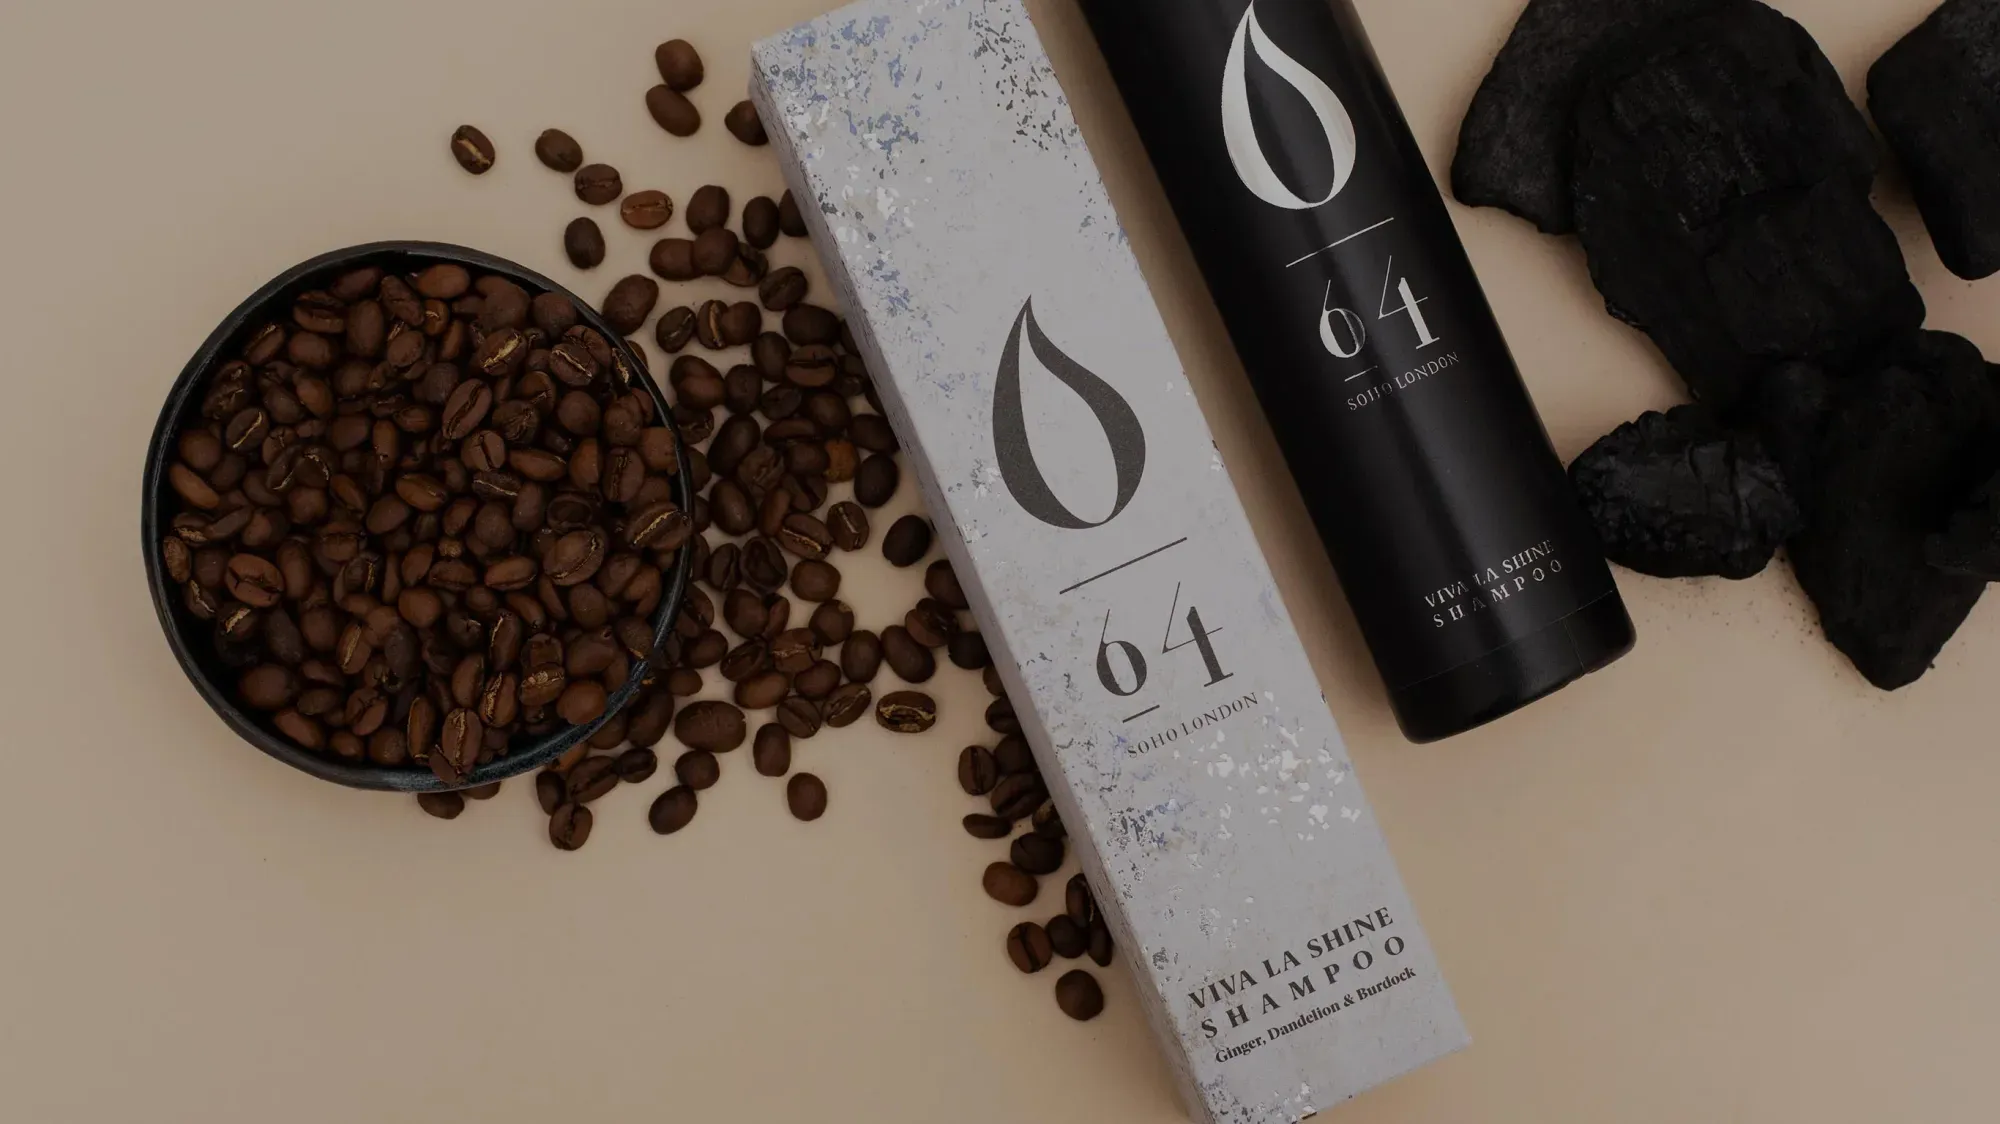 64
SOHO LONDON
VIVA LA SHINE
SHAMPOO
Ginger, Dandelion & Burdock
64
SOHO LONDON
VIVA LA SHINE
SHAMPOO